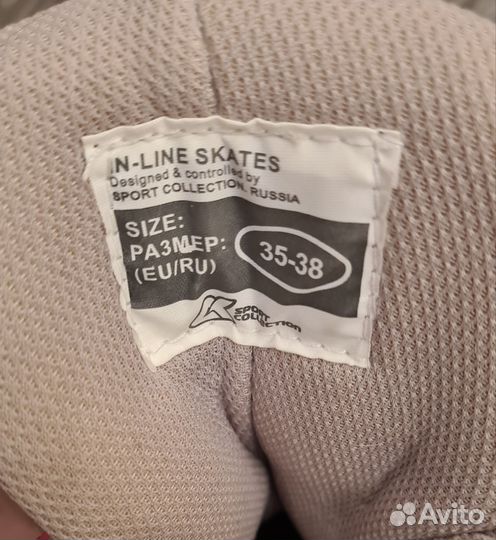 IN-LINE SKATES
Designed & controlled by
SPORT COLLECTION, RUSSIA
SIZE:
РАЗМЕР:
(EU/RU)
35-38
SPORT
COLLECTION
Avito